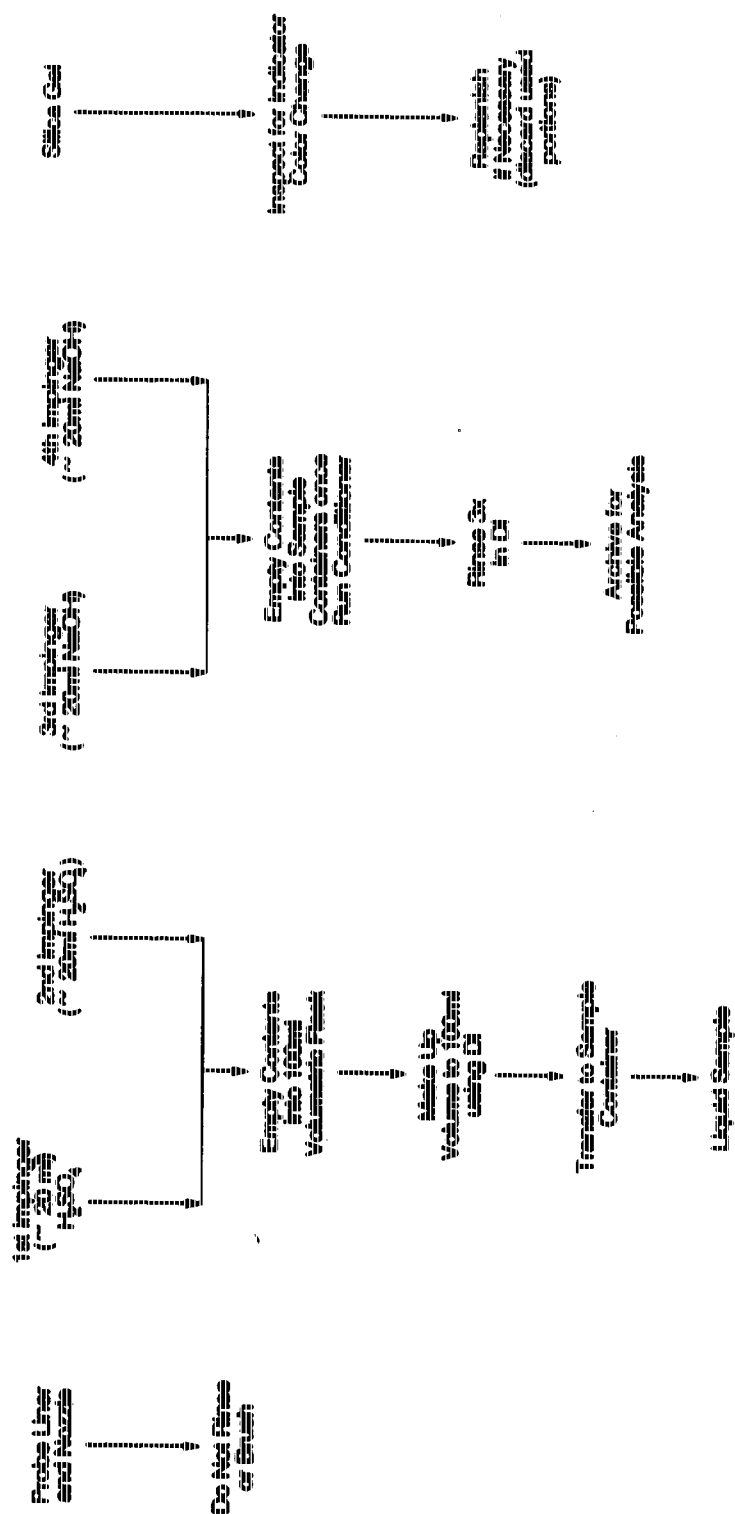 Probe Liner
and Nozzle
Do Not Rinse
or Brush
1st Impinger
(~ 20 ml)
H₂SO₄
2nd Impinger
(~ 20ml H₂SO₄)
Empty Contents
into 100ml
Volumetric Flask
Make Up
Volume to 100ml
using DI
Transfer to Sample
Container
Liquid Sample
3rd Impinger
(~ 20ml NaOH)
4th Impinger
(~ 20ml NaOH)
Empty Contents
into Sample
Containers once
Run Conditioner
Rinse 3x
in DI
Archive for
Possible Analysis
Silica Gel
Inspect for Indicator
Color Change
Replenish
if Necessary
(discard used
portions)